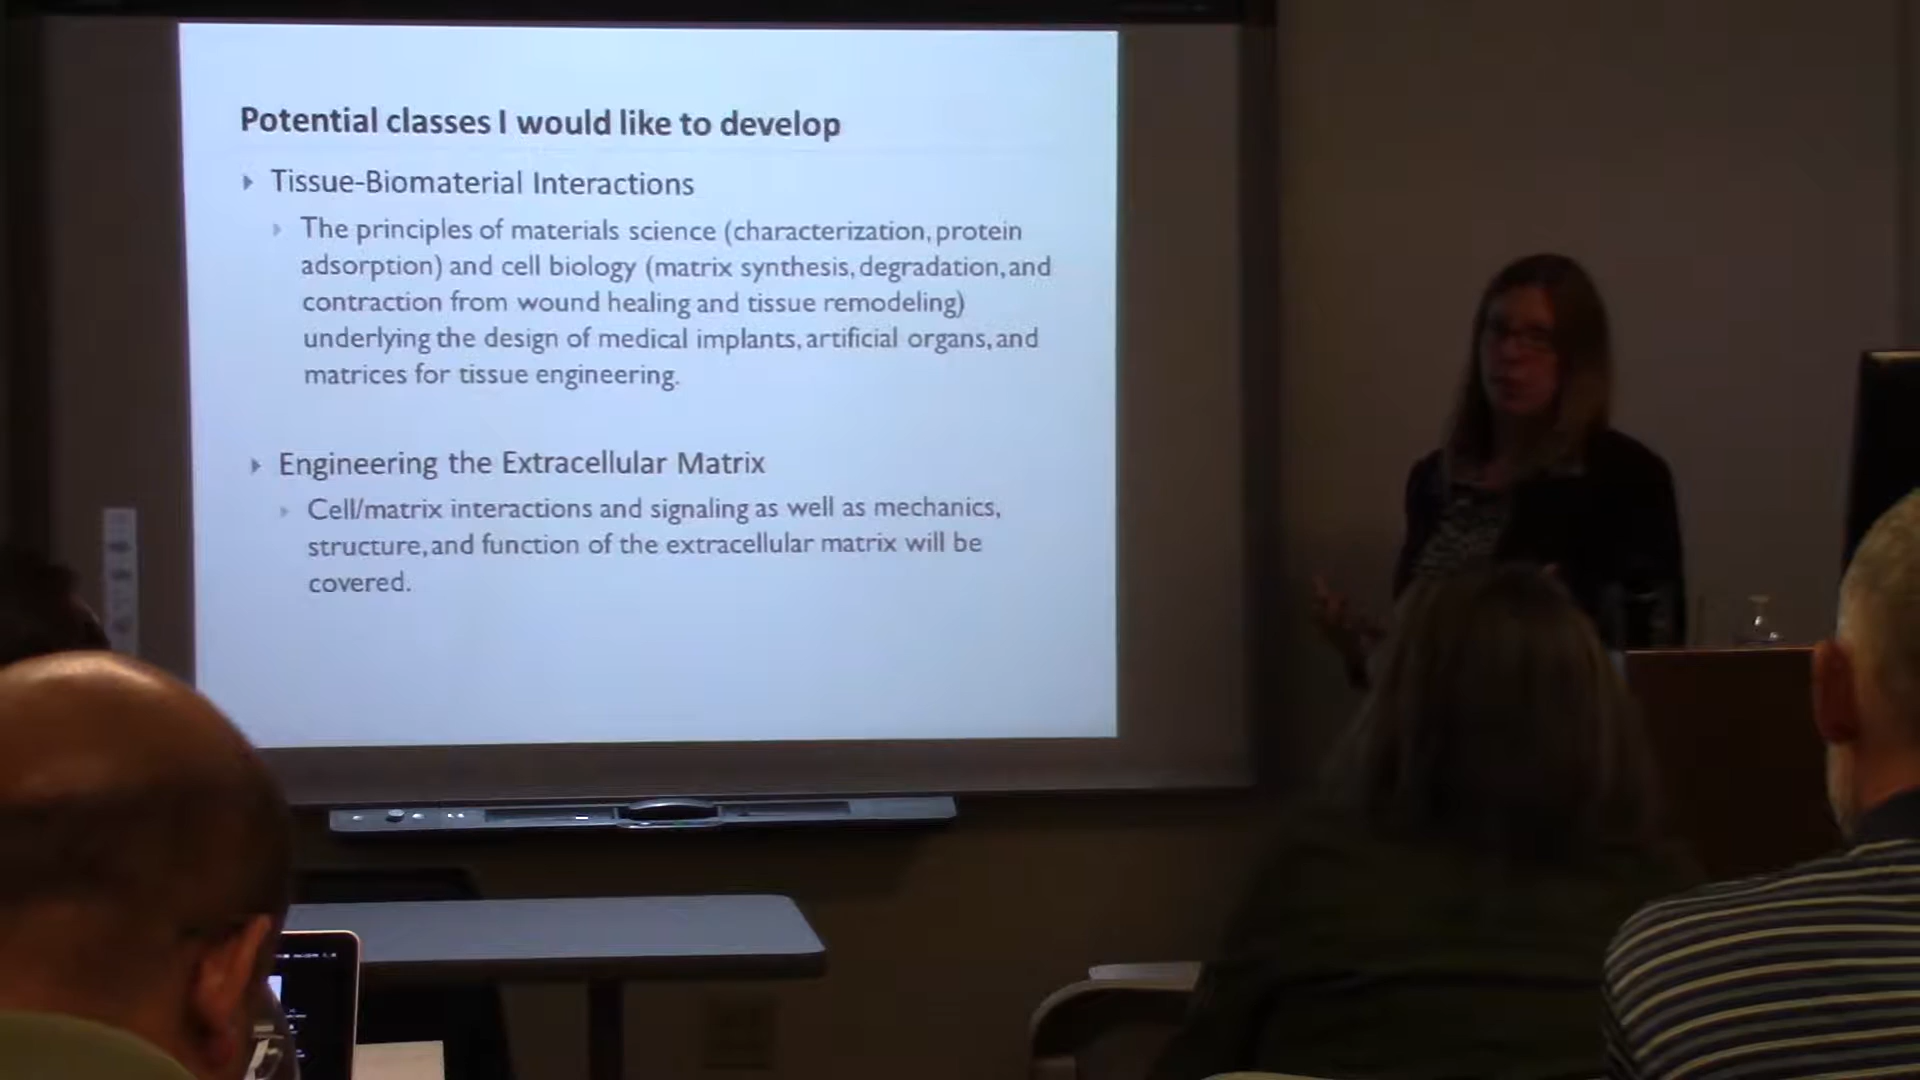 Potential classes I would like to develop
Tissue-Biomaterial Interactions
The principles of materials science (characterization, protein
adsorption) and cell biology (matrix synthesis, degradation, and
contraction from wound healing and tissue remodeling)
underlying the design of medical implants, artificial organs, and
matrices for tissue engineering.
Engineering the Extracellular Matrix
Cell/matrix interactions and signaling as well as mechanics,
structure, and function of the extracellular matrix will be
covered.